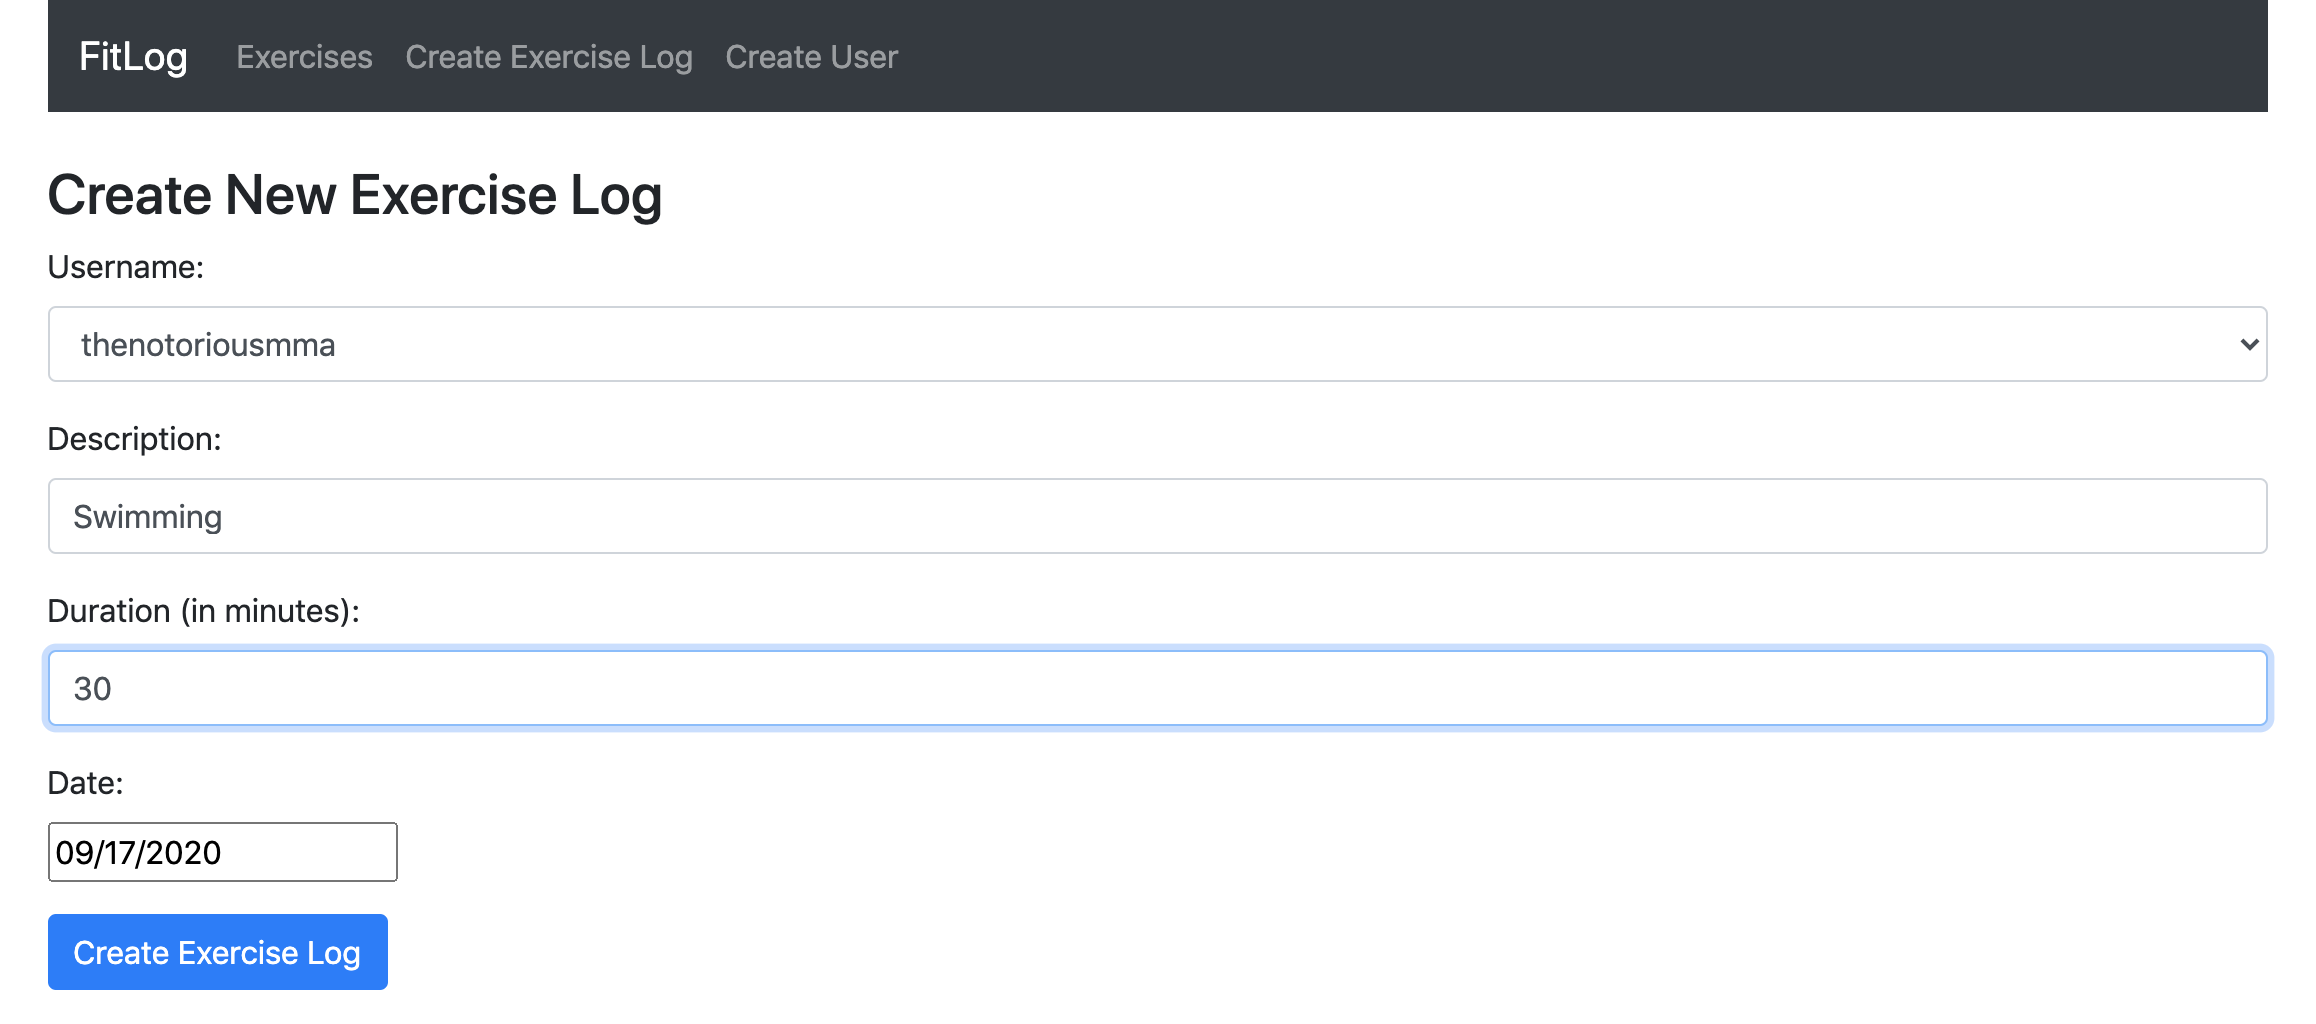 FitLog Exercises Create Exercise Log Create User
Create New Exercise Log
Username:
thenotoriousmma
Description:
Swimming
Duration (in minutes):
30
Date:
09/17/2020
Create Exercise Log